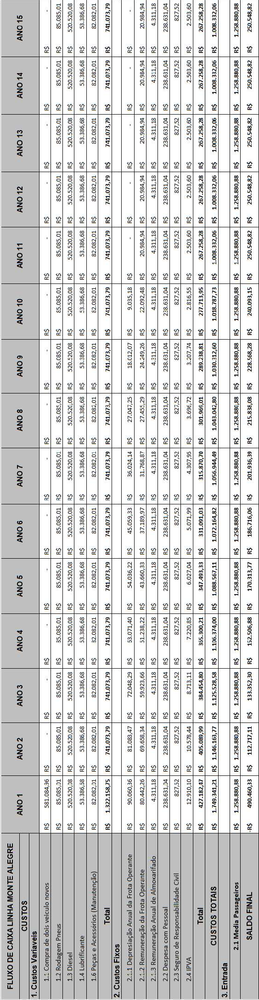 FLUXO DE CAIXA LINHA MONTE ALEGRE ANO 1 ANO 2 ANO 3 ANO 4 ANO 5 ANO 6 ANO 7 ANO 8 ANO 9 ANO 10 ANO 11 ANO 12 ANO 13 ANO 14 ANO 15
CUSTOS
1. Custos Variaveis
1.1 Compra de dois veiculo novos R$ 581.084,96 R$ - R$ - R$ - R$ - R$ - R$ - R$ - R$ - R$ - R$ - R$ - R$ - R$ - R$ -
1.2 Rodagem Pneus R$ 85.085,01 R$ 85.085,01 R$ 85.085,01 R$ 85.085,01 R$ 85.085,01 R$ 85.085,01 R$ 85.085,01 R$ 85.085,01 R$ 85.085,01 R$ 85.085,01 R$ 85.085,01 R$ 85.085,01 R$ 85.085,01 R$ 85.085,01 R$ 85.085,01
1.3 Diesel R$ 520.520,08 R$ 520.520,08 R$ 520.520,08 R$ 520.520,08 R$ 520.520,08 R$ 520.520,08 R$ 520.520,08 R$ 520.520,08 R$ 520.520,08 R$ 520.520,08 R$ 520.520,08 R$ 520.520,08 R$ 520.520,08 R$ 520.520,08 R$ 520.520,08
1.4 Lubrificante R$ 53.386,68 R$ 53.386,68 R$ 53.386,68 R$ 53.386,68 R$ 53.386,68 R$ 53.386,68 R$ 53.386,68 R$ 53.386,68 R$ 53.386,68 R$ 53.386,68 R$ 53.386,68 R$ 53.386,68 R$ 53.386,68 R$ 53.386,68 R$ 53.386,68
1.6 Peças e Acessórios (Manutenção) R$ 82.082,01 R$ 82.082,01 R$ 82.082,01 R$ 82.082,01 R$ 82.082,01 R$ 82.082,01 R$ 82.082,01 R$ 82.082,01 R$ 82.082,01 R$ 82.082,01 R$ 82.082,01 R$ 82.082,01 R$ 82.082,01 R$ 82.082,01 R$ 82.082,01
Total R$ 1.322.158,75 R$ 741.073,79 R$ 741.073,79 R$ 741.073,79 R$ 741.073,79 R$ 741.073,79 R$ 741.073,79 R$ 741.073,79 R$ 741.073,79 R$ 741.073,79 R$ 741.073,79 R$ 741.073,79 R$ 741.073,79 R$ 741.073,79 R$ 741.073,79
2. Custos Fixos
2.1.1 Depresiação Anual da Frota Operante R$ 90.060,36 R$ 81.083,47 R$ 72.048,29 R$ 63.071,40 R$ 54.036,22 R$ 45.059,33 R$ 36.024,14 R$ 27.047,25 R$ 18.012,07 R$ 9.035,18 R$ - R$ - R$ - R$ - R$ -
2.1.2 Remuneração da Frota Operante R$ 80.442,26 R$ 69.658,34 R$ 59.923,66 R$ 51.238,22 R$ 43.660,33 R$ 37.189,97 R$ 31.768,87 R$ 27.455,29 R$ 24.249,26 R$ 22.092,48 R$ 20.984,94 R$ 20.984,94 R$ 20.984,94 R$ 20.984,94 R$ 20.984,94
2.1.3 Remuneração Anual de Almoxarifado R$ 4.311,18 R$ 4.311,18 R$ 4.311,18 R$ 4.311,18 R$ 4.311,18 R$ 4.311,18 R$ 4.311,18 R$ 4.311,18 R$ 4.311,18 R$ 4.311,18 R$ 4.311,18 R$ 4.311,18 R$ 4.311,18 R$ 4.311,18 R$ 4.311,18
2.2 Despesa com Pessoal R$ 238.631,04 R$ 238.631,04 R$ 238.631,04 R$ 238.631,04 R$ 238.631,04 R$ 238.631,04 R$ 238.631,04 R$ 238.631,04 R$ 238.631,04 R$ 238.631,04 R$ 238.631,04 R$ 238.631,04 R$ 238.631,04 R$ 238.631,04 R$ 238.631,04
2.3 Seguro de Responsabilidade Civil R$ 827,52 R$ 827,52 R$ 827,52 R$ 827,52 R$ 827,52 R$ 827,52 R$ 827,52 R$ 827,52 R$ 827,52 R$ 827,52 R$ 827,52 R$ 827,52 R$ 827,52 R$ 827,52 R$ 827,52
2.4 IPVA R$ 12.910,10 R$ 10.578,44 R$ 8.713,11 R$ 7.220,85 R$ 6.027,04 R$ 5.071,99 R$ 4.307,95 R$ 3.696,72 R$ 3.207,74 R$ 2.816,55 R$ 2.503,60 R$ 2.503,60 R$ 2.503,60 R$ 2.503,60 R$ 2.503,60
Total R$ 427.182,47 R$ 405.089,99 R$ 384.454,80 R$ 365.300,21 R$ 347.493,33 R$ 331.091,03 R$ 315.870,70 R$ 301.969,01 R$ 289.238,81 R$ 277.713,95 R$ 267.258,28 R$ 267.258,28 R$ 267.258,28 R$ 267.258,28 R$ 267.258,28
CUSTOS TOTAIS R$ 1.749.341,21 R$ 1.146.163,77 R$ 1.125.528,58 R$ 1.106.374,00 R$ 1.088.567,11 R$ 1.072.164,82 R$ 1.056.944,49 R$ 1.043.042,80 R$ 1.030.312,60 R$ 1.018.787,73 R$ 1.008.332,06 R$ 1.008.332,06 R$ 1.008.332,06 R$ 1.008.332,06 R$ 1.008.332,06
3. Entrada
2.1 Media Passageiros R$ 1.258.880,88 R$ 1.258.880,88 R$ 1.258.880,88 R$ 1.258.880,88 R$ 1.258.880,88 R$ 1.258.880,88 R$ 1.258.880,88 R$ 1.258.880,88 R$ 1.258.880,88 R$ 1.258.880,88 R$ 1.258.880,88 R$ 1.258.880,88 R$ 1.258.880,88 R$ 1.258.880,88 R$ 1.258.880,88
SALDO FINAL -R$ 490.460,33 R$ 112.717,11 R$ 133.352,30 R$ 152.506,88 R$ 170.313,77 R$ 186.716,06 R$ 201.936,39 R$ 215.838,08 R$ 228.568,28 R$ 240.093,15 R$ 250.548,82 R$ 250.548,82 R$ 250.548,82 R$ 250.548,82 R$ 250.548,82